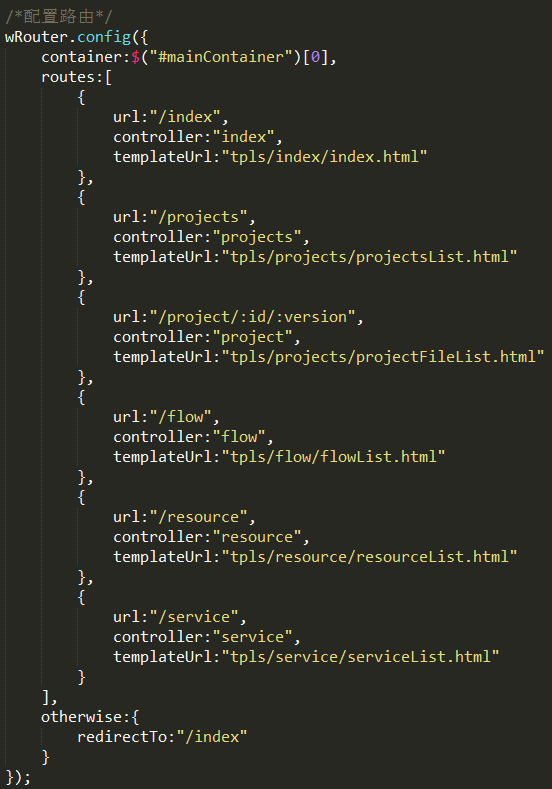 /*配置路由*/
wRouter.config({
    container:$("#mainContainer")[0],
    routes:[
        {
            url:"/index",
            controller:"index",
            templateUrl:"tpls/index/index.html"
        },
        {
            url:"/projects",
            controller:"projects",
            templateUrl:"tpls/projects/projectsList.html"
        },
        {
            url:"/project/:id/:version",
            controller:"project",
            templateUrl:"tpls/projects/projectFileList.html"
        },
        {
            url:"/flow",
            controller:"flow",
            templateUrl:"tpls/flow/flowList.html"
        },
        {
            url:"/resource",
            controller:"resource",
            templateUrl:"tpls/resource/resourceList.html"
        },
        {
            url:"/service",
            controller:"service",
            templateUrl:"tpls/service/serviceList.html"
        }
    ],
    otherwise:{
        redirectTo:"/index"
    }
});